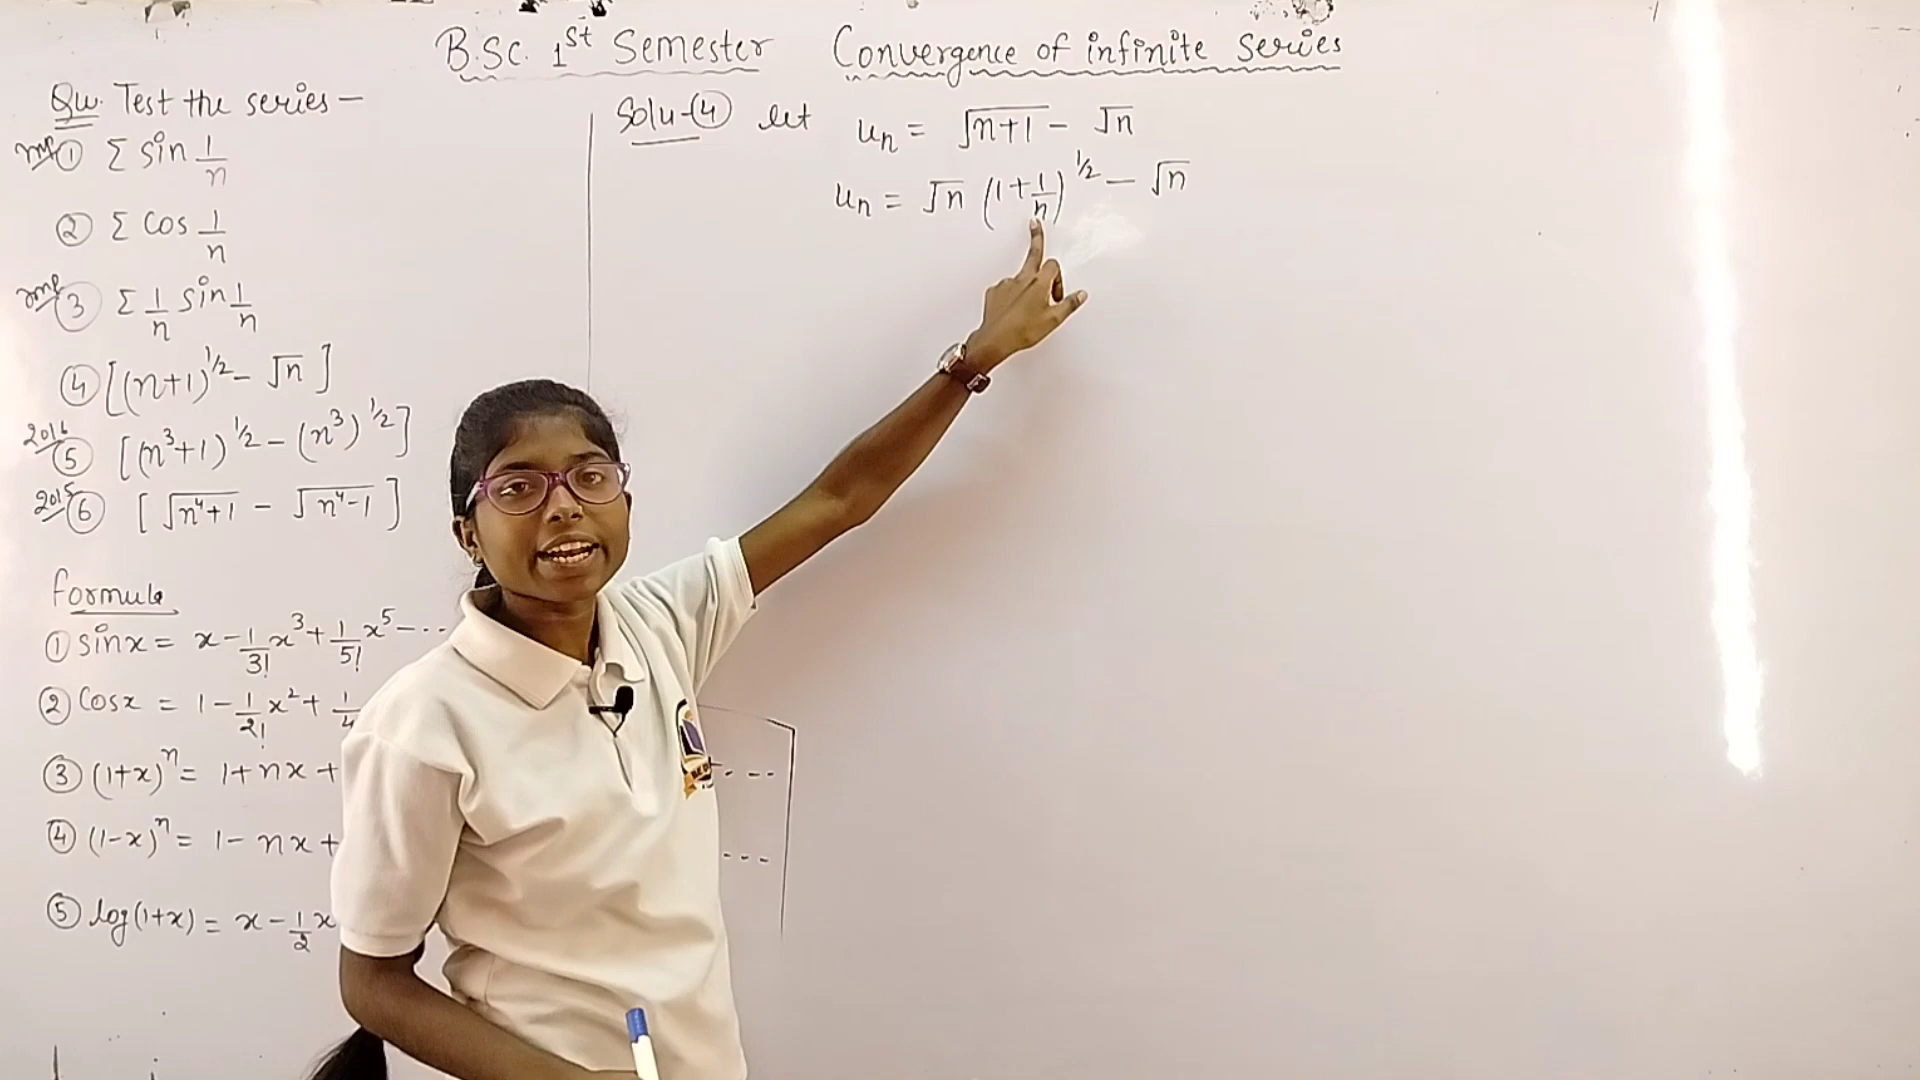 B.Sc. 1st Semester Convergence of infinite series
Qu. Test the series —
Imp ① Σ sin 1/n
② Σ cos 1/n
Imp ③ Σ 1/n sin 1/n
④ [(n+1)^1/2 - √n ]
2016 ⑤ [(n³+1)^1/2 - (n³)^1/2]
2015 ⑥ [ √n⁴+1 - √n⁴-1 ]
formula
① sinx = x - 1/3! x³ + 1/5! x⁵ - ...
② Cosx = 1 - 1/2! x² + 1/4
③ (1+x)ⁿ = 1 + nx + - - -
④ (1-x)ⁿ = 1 - nx + - - -
⑤ log(1+x) = x - 1/2 x
Solu-④ let uₙ = √n+1 - √n
uₙ = √n (1+1/n)^1/2 - √n